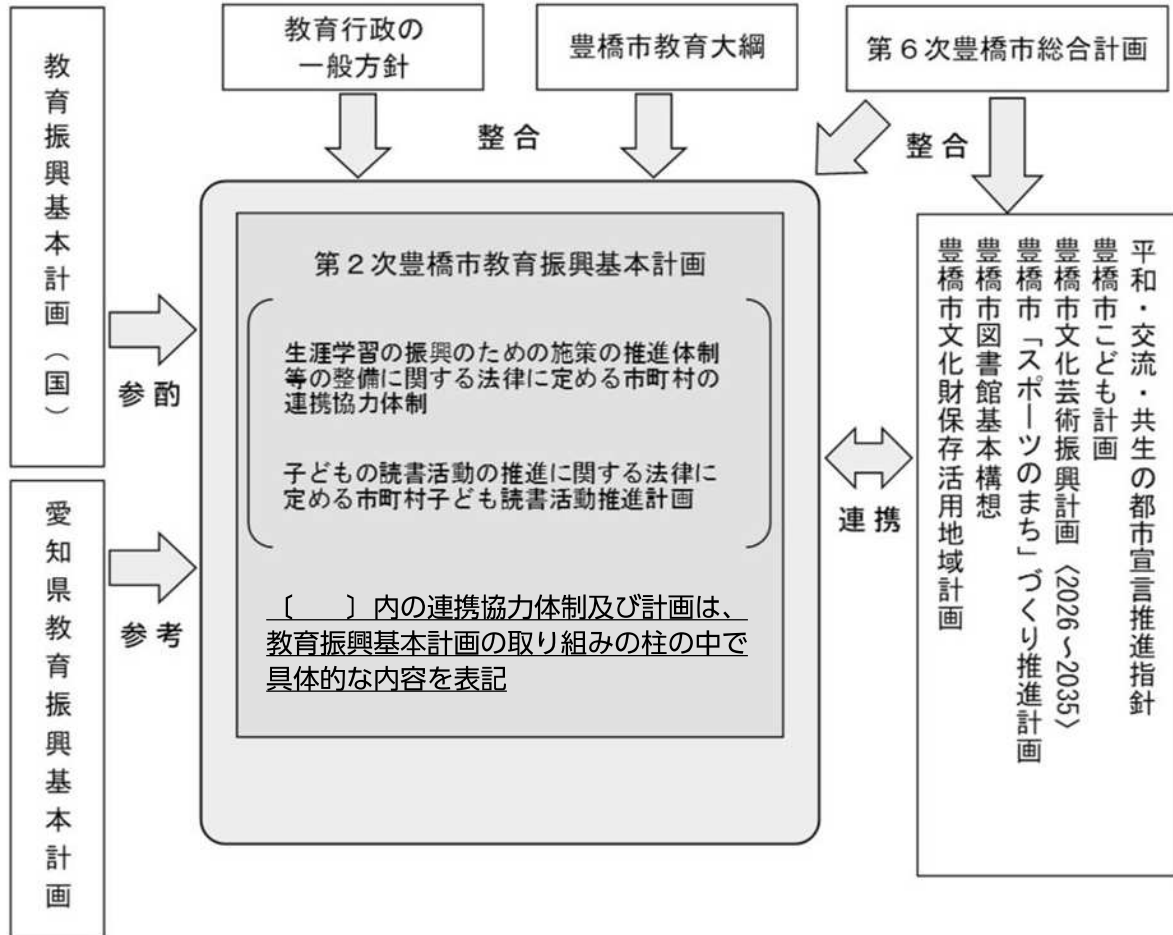 教育行政の
一般方針
豊橋市教育大綱
第6次豊橋市総合計画
整合
整合
教育振興基本計画（国）
参酌
愛知県教育振興基本計画
参考
第2次豊橋市教育振興基本計画
生涯学習の振興のための施策の推進体制
等の整備に関する法律に定める市町村の
連携協力体制
子どもの読書活動の推進に関する法律に
定める市町村子ども読書活動推進計画
〔　　〕内の連携協力体制及び計画は、
教育振興基本計画の取り組みの柱の中で
具体的な内容を表記
連携
平和・交流・共生の都市宣言推進指針
豊橋市こども計画
豊橋市文化芸術振興計画〈2026～2035〉
豊橋市「スポーツのまち」づくり推進計画
豊橋市図書館基本構想
豊橋市文化財保存活用地域計画